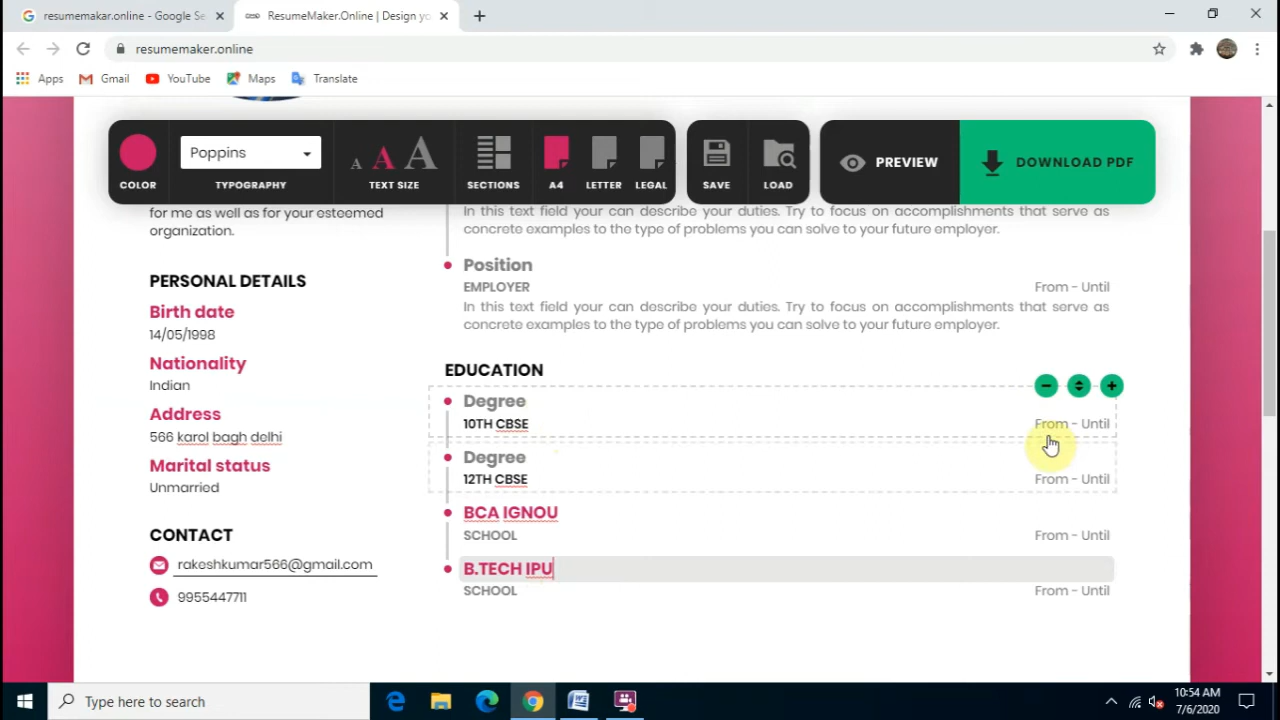 resumemakar.online - Google Se
ResumeMaker.Online | Design yo
resumemaker.online
Apps
Gmail
YouTube
Maps
Translate
COLOR
Poppins
TYPOGRAPHY
A A A
TEXT SIZE
SECTIONS
A4
LETTER
LEGAL
SAVE
LOAD
PREVIEW
DOWNLOAD PDF
for me as well as for your esteemed
organization.
PERSONAL DETAILS
Birth date
14/05/1998
Nationality
Indian
Address
566 karol bagh delhi
Marital status
Unmarried
CONTACT
rakeshkumar566@gmail.com
9955447711
In this text field your can describe your duties. Try to focus on accomplishments that serve as
concrete examples to the type of problems you can solve to your future employer.
Position
EMPLOYER From - Until
In this text field your can describe your duties. Try to focus on accomplishments that serve as
concrete examples to the type of problems you can solve to your future employer.
EDUCATION
Degree
10TH CBSE From - Until
Degree
12TH CBSE From - Until
BCA IGNOU
SCHOOL From - Until
B.TECH IPU
SCHOOL From - Until
Type here to search
10:54 AM
7/6/2020